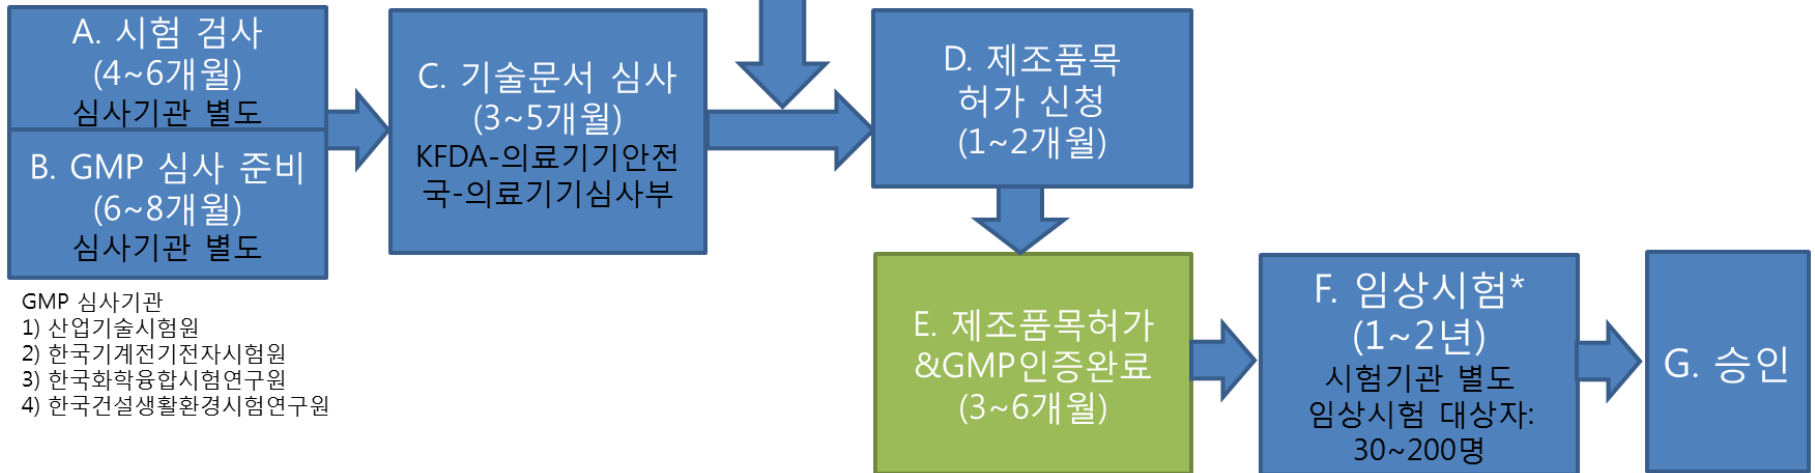 A. 시험 검사
(4~6개월)
심사기관 별도
B. GMP 심사 준비
(6~8개월)
심사기관 별도
GMP 심사기관
1) 산업기술시험원
2) 한국기계전기전자시험원
3) 한국화학융합시험연구원
4) 한국건설생활환경시험연구원
C. 기술문서 심사
(3~5개월)
KFDA-의료기기안전
국-의료기기심사부
D. 제조품목
허가 신청
(1~2개월)
E. 제조품목허가
&GMP인증완료
(3~6개월)
F. 임상시험*
(1~2년)
시험기관 별도
임상시험 대상자:
30~200명
G. 승인